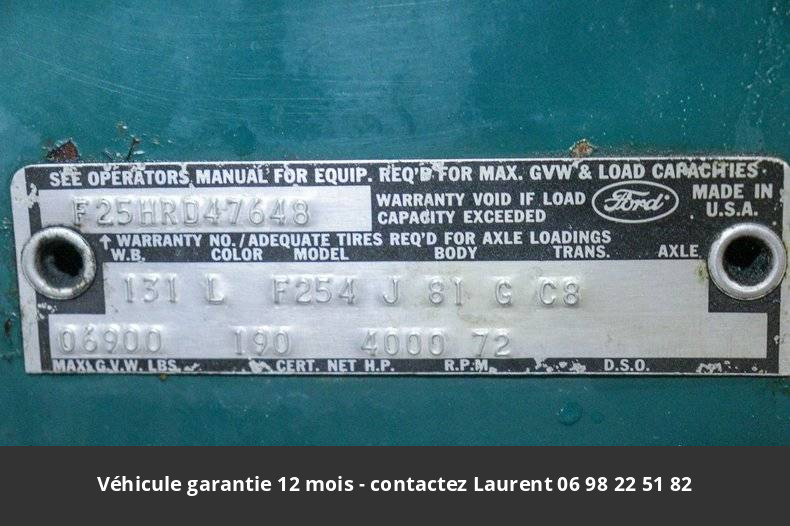 SEE OPERATORS MANUAL FOR EQUIP. REQ'D FOR MAX. GVW & LOAD CAPACITIES
F25HRD47648
WARRANTY VOID IF LOAD
CAPACITY EXCEEDED
Ford
MADE IN
U.S.A.
↑ WARRANTY NO./ADEQUATE TIRES REQ'D FOR AXLE LOADINGS
W.B. COLOR MODEL BODY TRANS. AXLE
131 L F254 J 81 G C8
06900 190 4000 72
MAX. G.V.W. LBS. CERT. NET H.P. R.P.M. D.S.O.
Véhicule garantie 12 mois - contactez Laurent 06 98 22 51 82